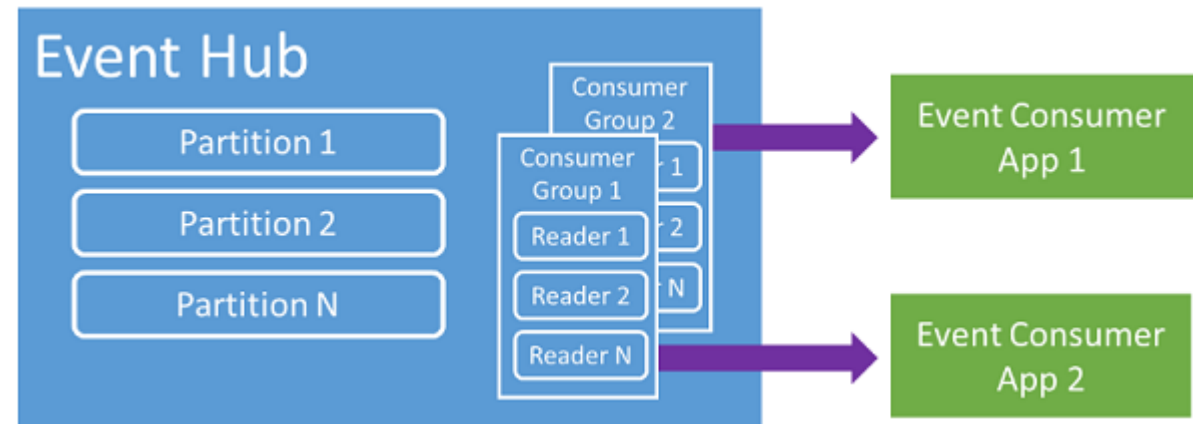 Event Hub
Partition 1
Partition 2
Partition N
Consumer
Group 2
r 1
r 2
r N
Consumer
Group 1
Reader 1
Reader 2
Reader N
Event Consumer
App 1
Event Consumer
App 2